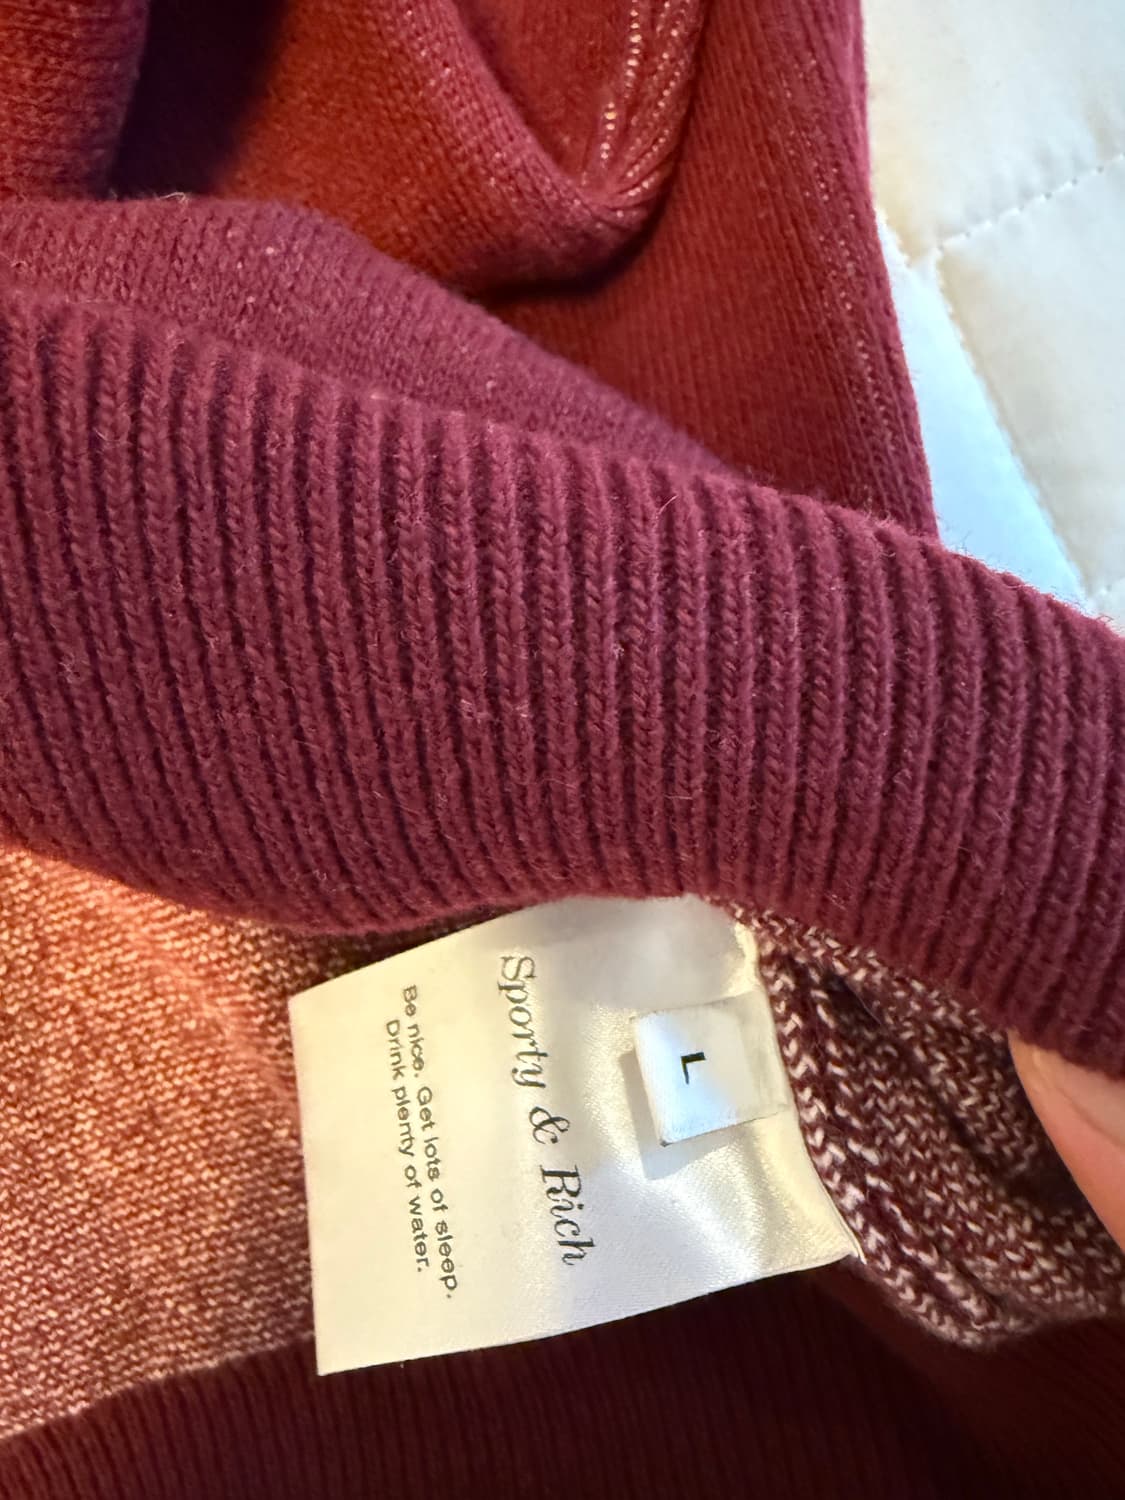 L
Sporty & Rich
Be nice. Get lots of sleep.
Drink plenty of water.